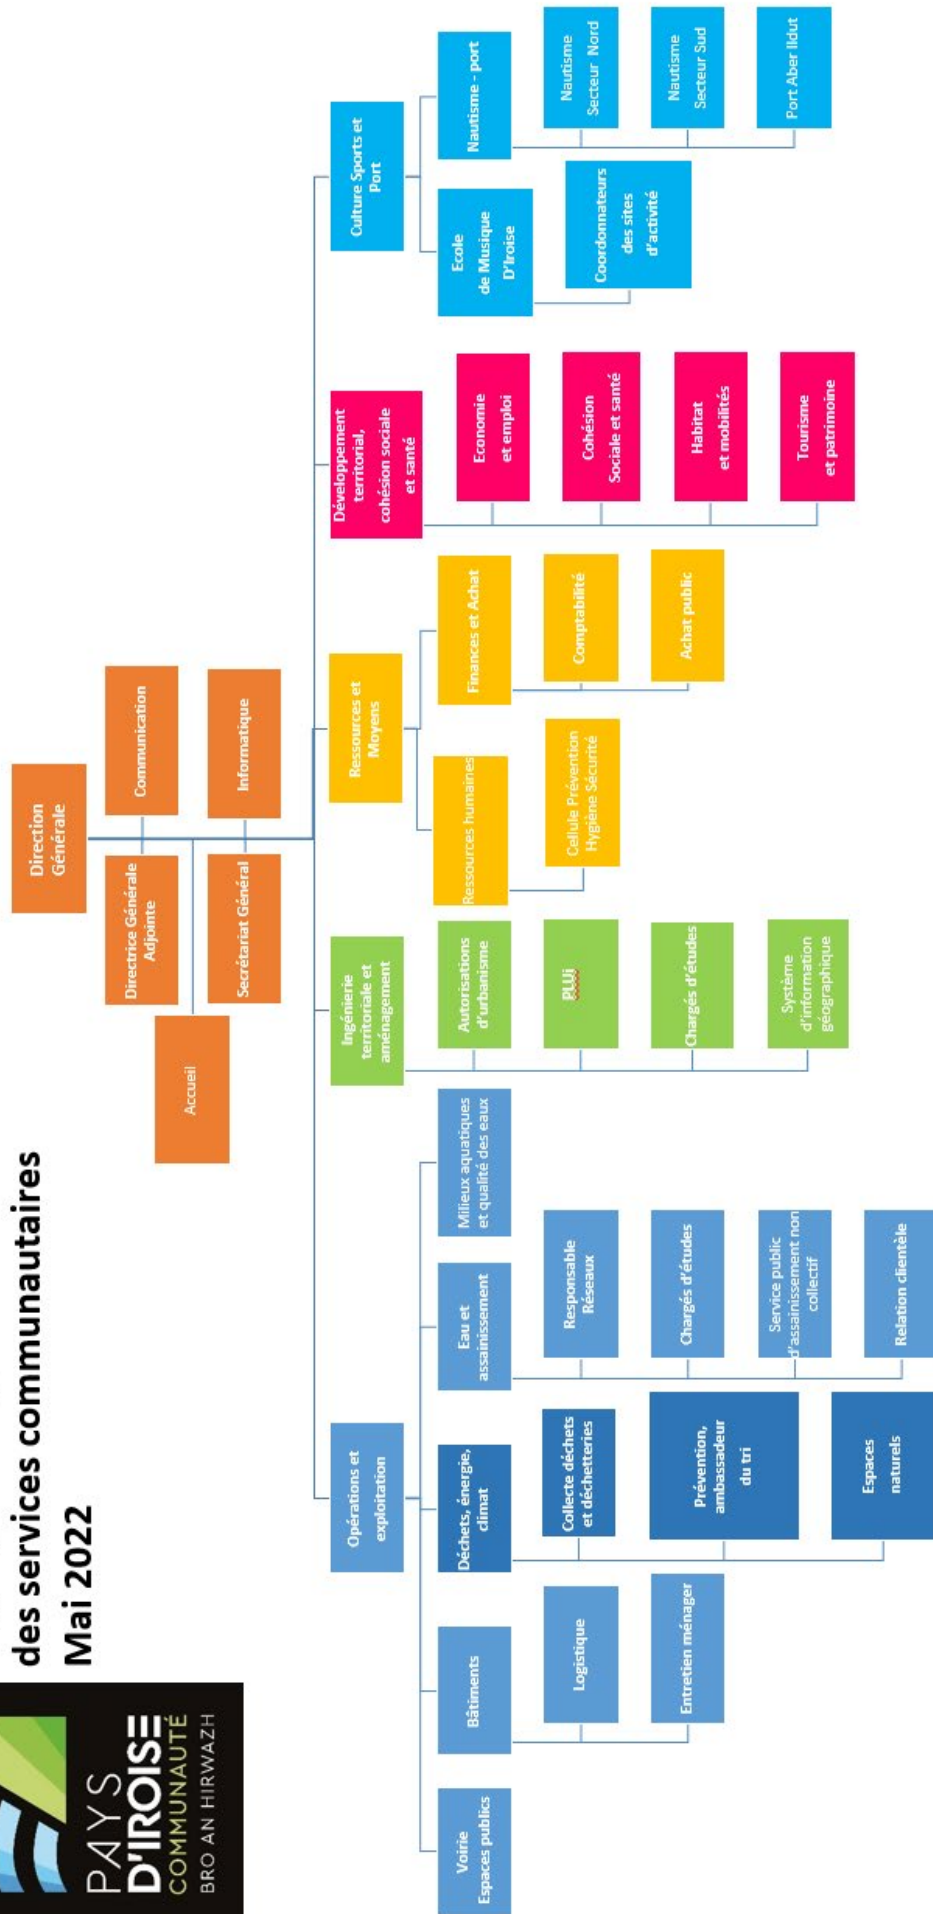 des services communautaires
Mai 2022
PAYS
D'IROISE
COMMUNAUTÉ
BRO AN HIRWAZH
Direction
Générale
Directrice Générale
Adjointe
Communication
Accueil
Secrétariat Général
Informatique
Opérations et
exploitation
Ingénierie
territoriale et
aménagement
Ressources et
Moyens
Développement
territorial,
cohésion sociale
et santé
Culture Sports et
Port
Voirie
Espaces publics
Bâtiments
Logistique
Entretien ménager
Déchets, énergie,
climat
Collecte déchets
et déchetteries
Prévention,
ambassadeur
du tri
Espaces
naturels
Eau et
assainissement
Responsable
Réseaux
Chargés d'études
Service public
d'assainissement non
collectif
Relation clientèle
Milieux aquatiques
et qualité des eaux
Autorisations
d'urbanisme
PLUi
Chargés d'études
Système
d'information
géographique
Ressources humaines
Cellule Prévention
Hygiène Sécurité
Finances et Achat
Comptabilité
Achat public
Economie
et emploi
Cohésion
Sociale et santé
Habitat
et mobilités
Tourisme
et patrimoine
Ecole
de Musique
D'Iroise
Coordonnateurs
des sites
d'activité
Nautisme - port
Nautisme
Secteur Nord
Nautisme
Secteur Sud
Port Aber Ildut